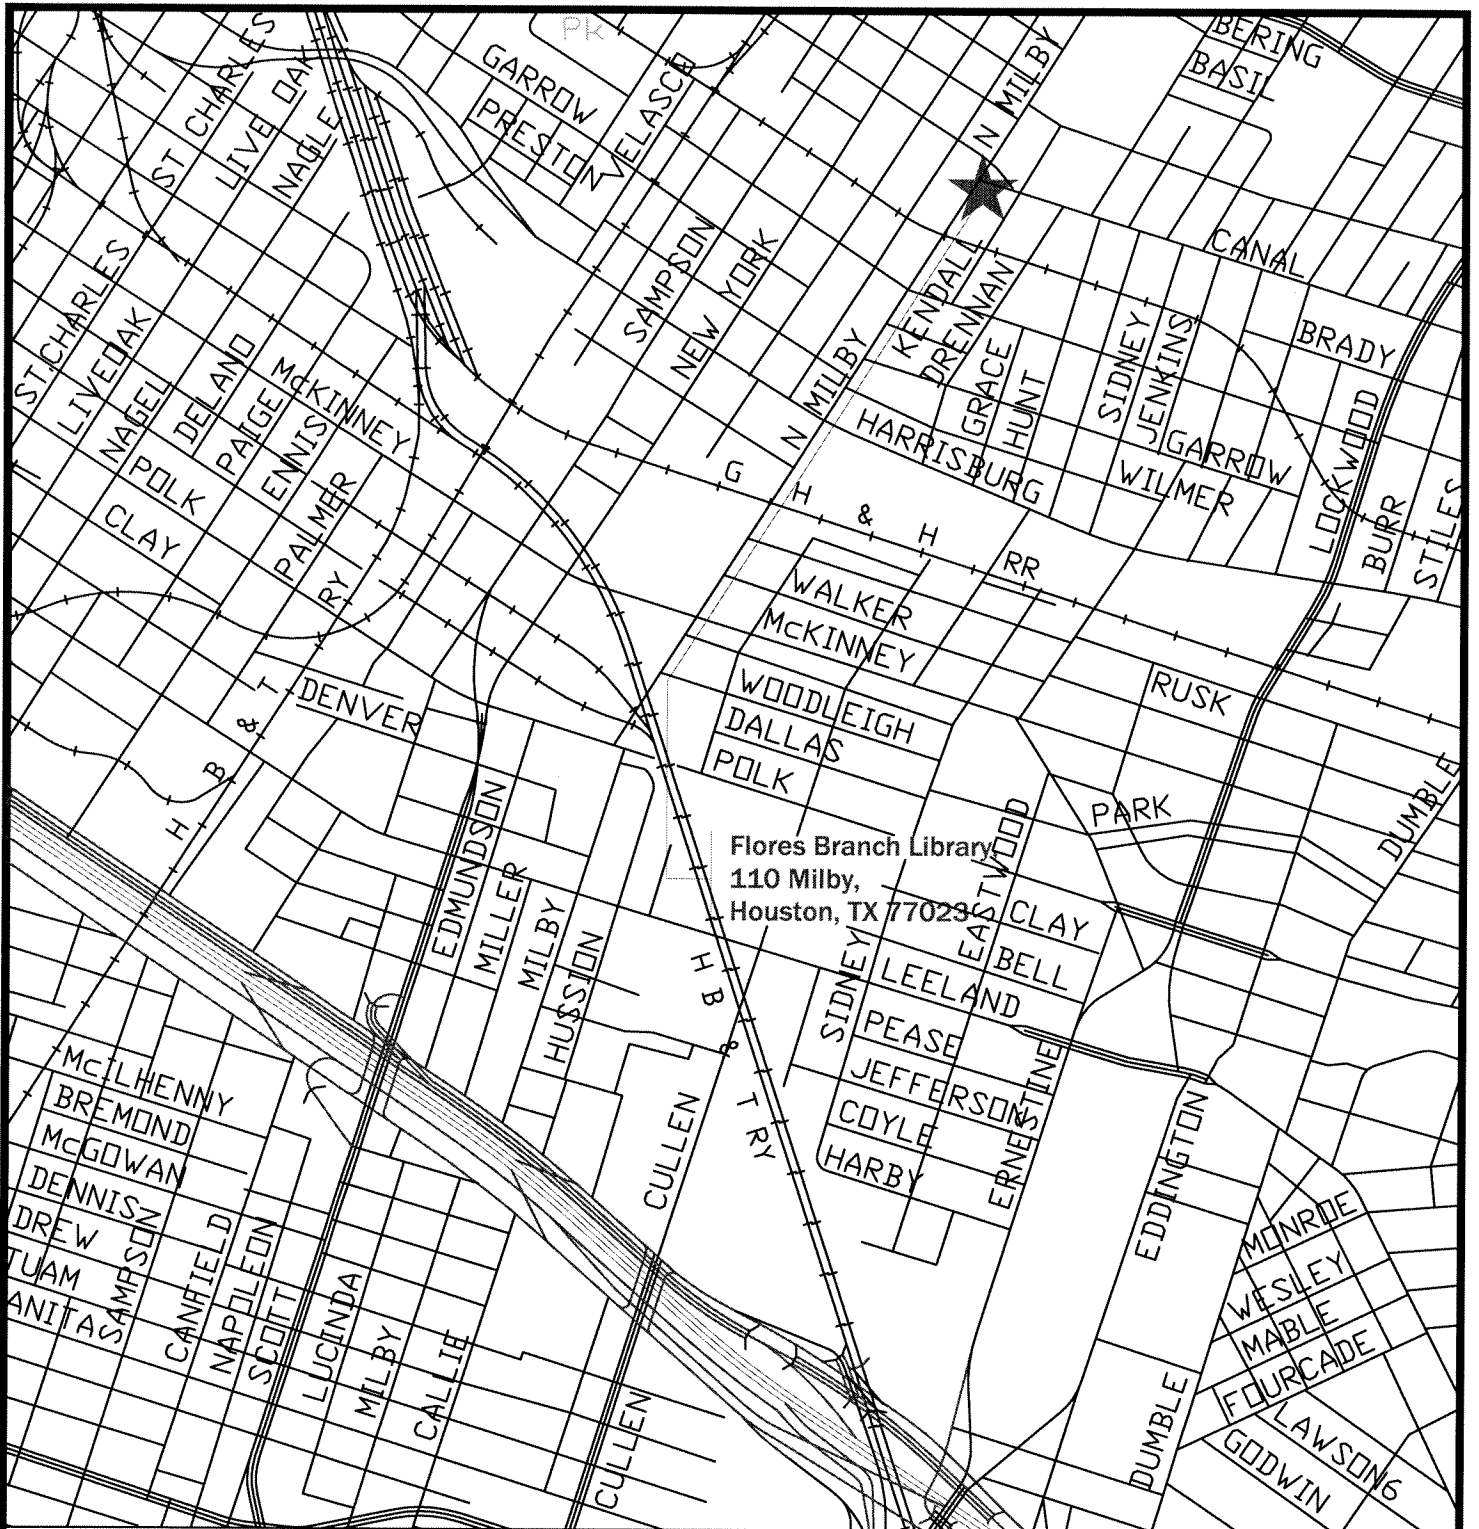 Pk
BERING
BASIL
GARROW
PRESTON
N VELASCO
N MILBY
ST CHARLES
LIVE OAK
NAGLE
SAMPSON
NEW YORK
KENDALL
DRENNAN
CANAL
BRADY
ST. CHARLES
LIVEOAK
NAGEL
DELANO
PAIGE
ENNIS
McKINNEY
PALMER
POLK
CLAY
N MILBY
GRACE
HUNT
SIDNEY
JENKINS
HARRISBURG
GARROW
WILMER
LOCKWOOD
BURR
STILES
G H & H RR
WALKER
McKINNEY
WOODLEIGH
DALLAS
POLK
RUSK
H B & T RY
DENVER
PARK
DUMBLE
Flores Branch Library
110 Milby,
Houston, TX 77023
EASTWOOD
EDMUNDSON
MILLER
MILBY
HUSSION
CLAY
BELL
LEELAND
SIDNEY
PEASE
JEFFERSON
COYLE
HARBY
ERNESTINE
H B & T RY
CULLEN
EDDINGTON
McILHENNY
BREMOND
McGOWAN
DENNIS
DREW
TUAM
ANITA
SAMPSON
CANFIELD
NAPOLEON
SCOTT
LUCINDA
MILBY
CALLIE
CULLEN
MONROE
WESLEY
MABLE
FOURCADE
LAWSON
6
GODWIN
DUMBLE